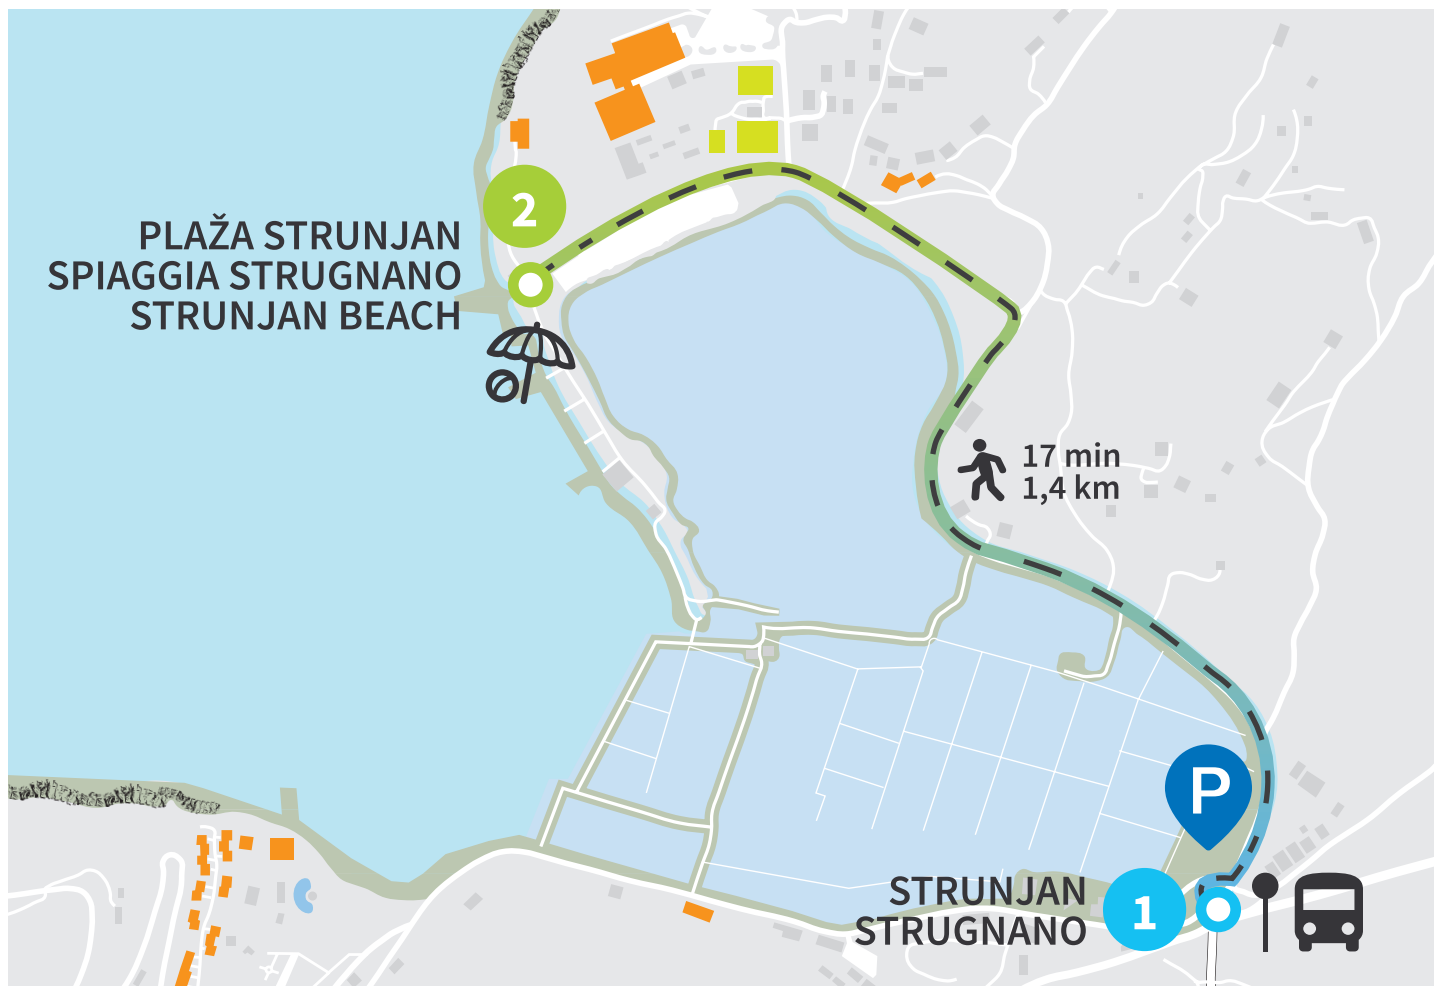 2
PLAŽA STRUNJAN
SPIAGGIA STRUGNANO
STRUNJAN BEACH
17 min
1,4 km
P
STRUNJAN
STRUGNANO
1